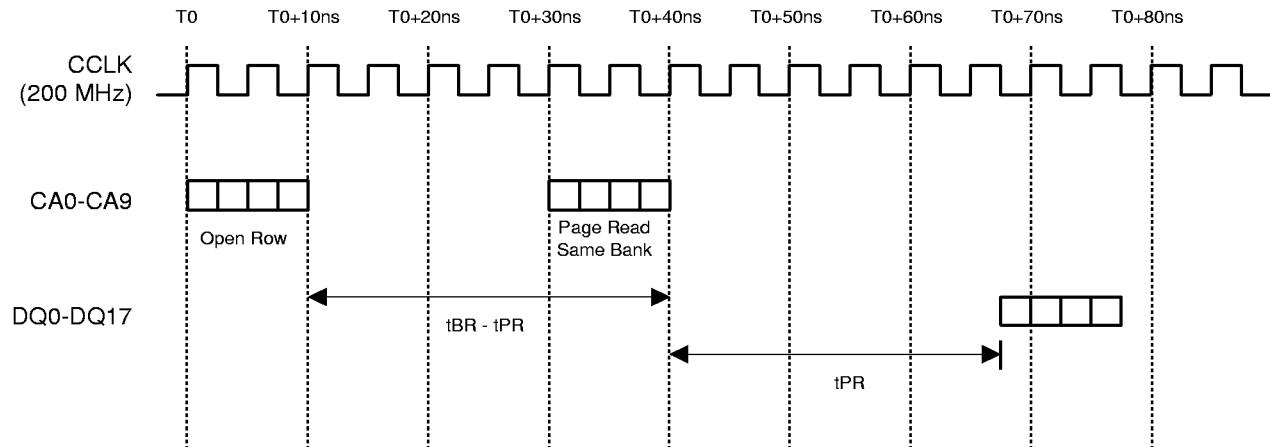 T0 T0+10ns T0+20ns T0+30ns T0+40ns T0+50ns T0+60ns T0+70ns T0+80ns
CCLK
(200 MHz)
CA0-CA9
Open Row
Page Read
Same Bank
DQ0-DQ17
tBR - tPR
tPR